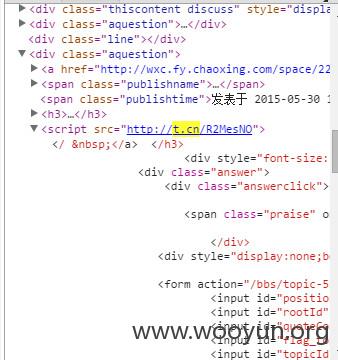 <div class="thiscontent discuss" style="displa
<div class="aquestion">…</div>
<div class="line"></div>
<div class="aquestion">
<a href="http://wxc.fy.chaoxing.com/space/22
<span class="publishname">…</span>
<span class="publishtime">发表于 2015-05-30 1
<h3>…</h3>
<script src="http://t.cn/R2MesNO">
</ &nbsp;</a> </h3>
<div style="font-size:
<div class="answer">
<div class="answerclick">
<span class="praise" o
</div>
<div style="display:none;bo
<form action="/bbs/topic-5
<input id="positio
<input id="rootId"
<input id="quoteCo
<input id="flag_fo
<input id="topicId
www.wooyun.org